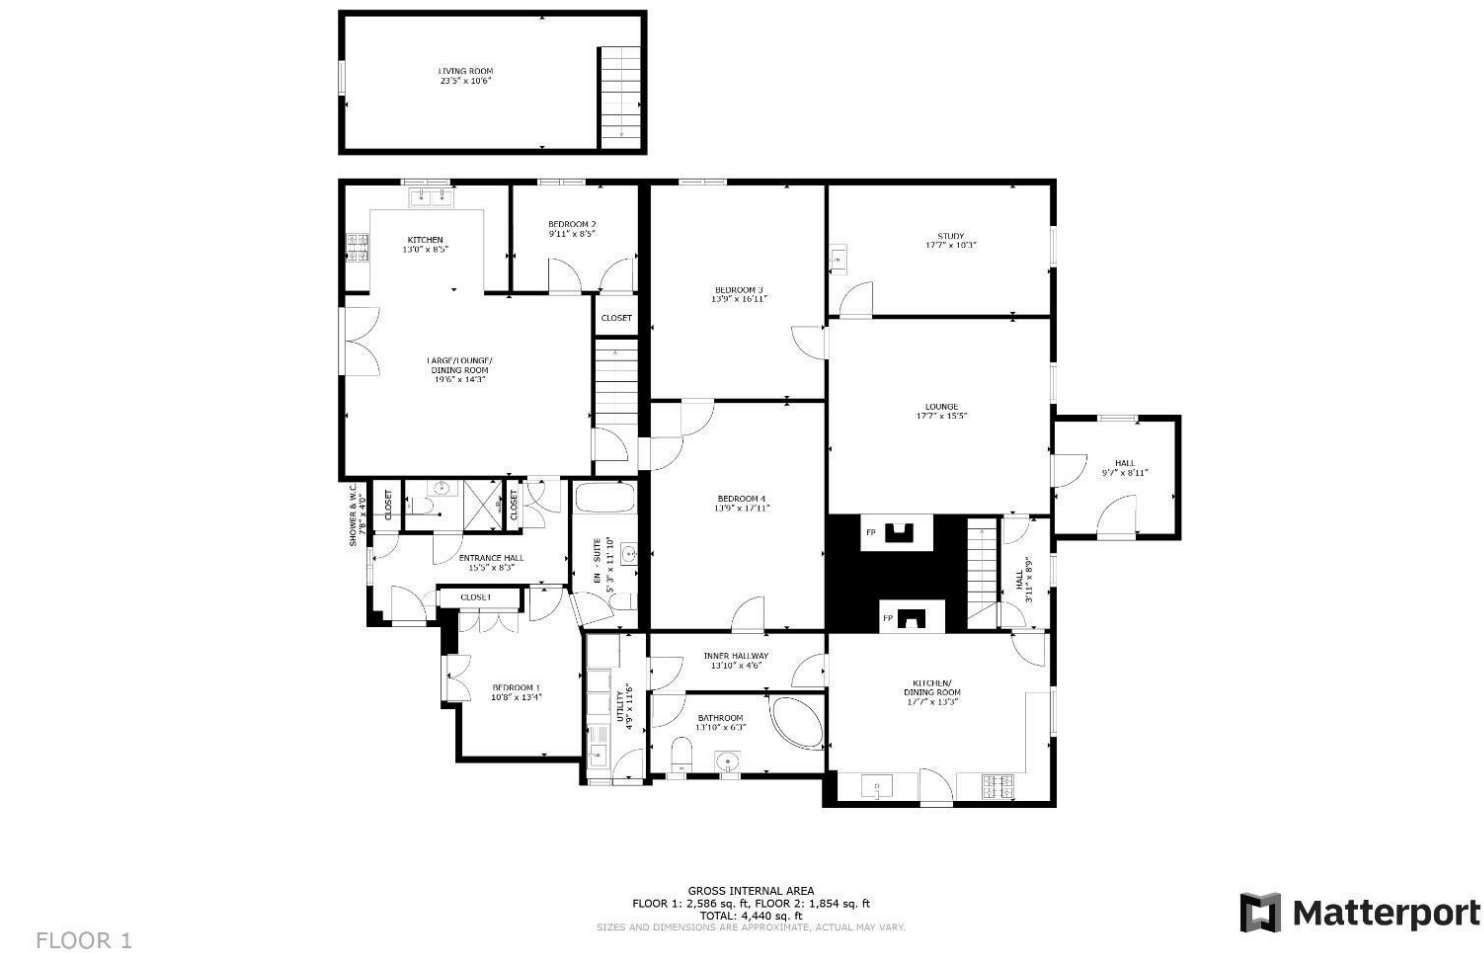 LIVING ROOM
23'5" x 10'6"
KITCHEN
13'0" x 8'5"
BEDROOM 2
9'11" x 8'5"
BEDROOM 3
13'9" x 16'11"
STUDY
17'7" x 10'3"
CLOSET
LARGE/LOUNGE/
DINING ROOM
19'6" x 14'3"
LOUNGE
17'7" x 15'5"
HALL
9'7" x 8'11"
SHOWER & W.C.
7'8" x 4'0"
CLOSET
CLOSET
BEDROOM 4
13'9" x 17'11"
FP
ENTRANCE HALL
15'5" x 8'3"
EN - SUITE
5' 3" x 11' 10"
HALL
3'11" x 8'9"
CLOSET
FP
BEDROOM 1
10'8" x 13'4"
UTILITY
4'9" x 11'6"
INNER HALLWAY
13'10" x 4'6"
BATHROOM
13'10" x 6'3"
KITCHEN/
DINING ROOM
17'7" x 13'3"
GROSS INTERNAL AREA
FLOOR 1: 2,586 sq. ft, FLOOR 2: 1,854 sq. ft
TOTAL: 4,440 sq. ft
SIZES AND DIMENSIONS ARE APPROXIMATE, ACTUAL MAY VARY.
FLOOR 1
Matterport